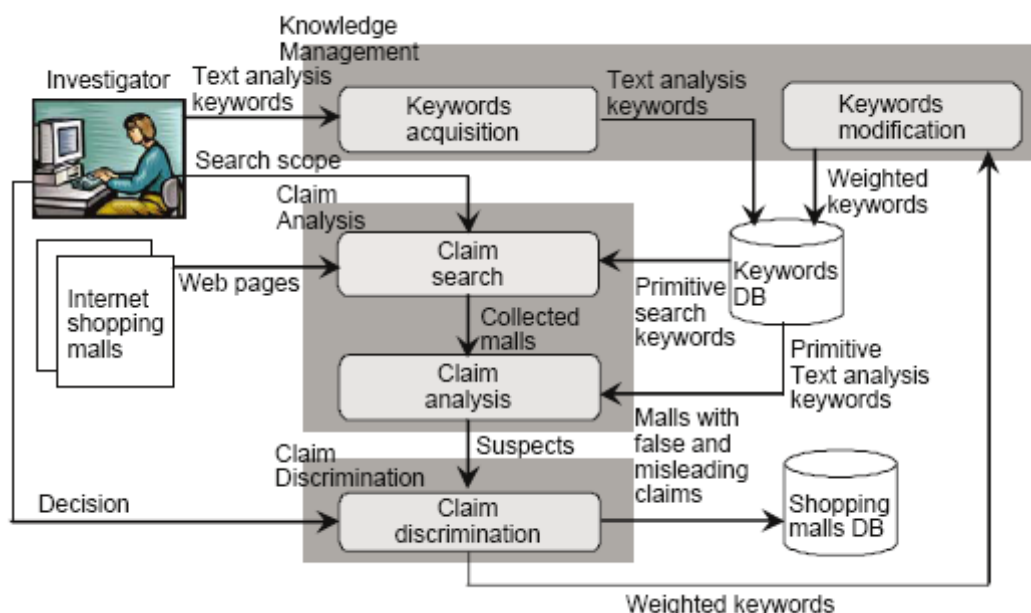 Knowledge
Management
Investigator
Text analysis
keywords
Keywords
acquisition
Text analysis
keywords
Keywords
modification
Search scope
Weighted
keywords
Claim
Analysis
Claim
search
Keywords
DB
Internet
shopping
malls
Web pages
Primitive
search
keywords
Collected
malls
Primitive
Text analysis
keywords
Claim
analysis
Malls with
false and
misleading
claims
Suspects
Claim
Discrimination
Decision
Claim
discrimination
Shopping
malls DB
Weighted keywords